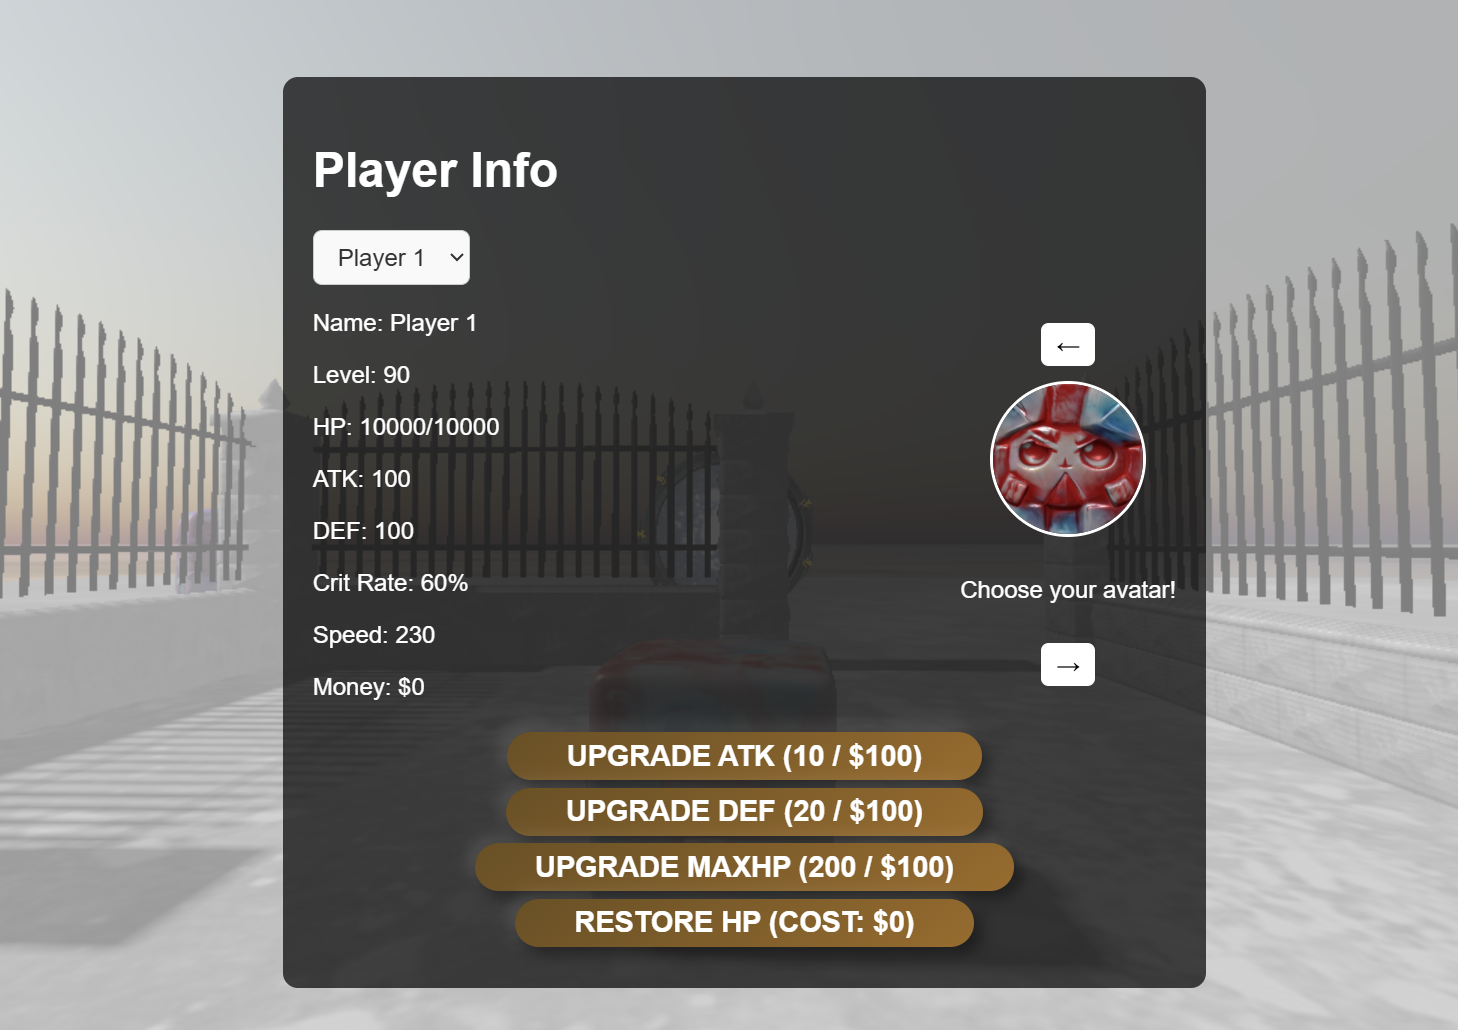 Player Info
Player 1
Name: Player 1
Level: 90
HP: 10000/10000
ATK: 100
DEF: 100
Crit Rate: 60%
Speed: 230
Money: $0
←
Choose your avatar!
→
UPGRADE ATK (10 / $100)
UPGRADE DEF (20 / $100)
UPGRADE MAXHP (200 / $100)
RESTORE HP (COST: $0)